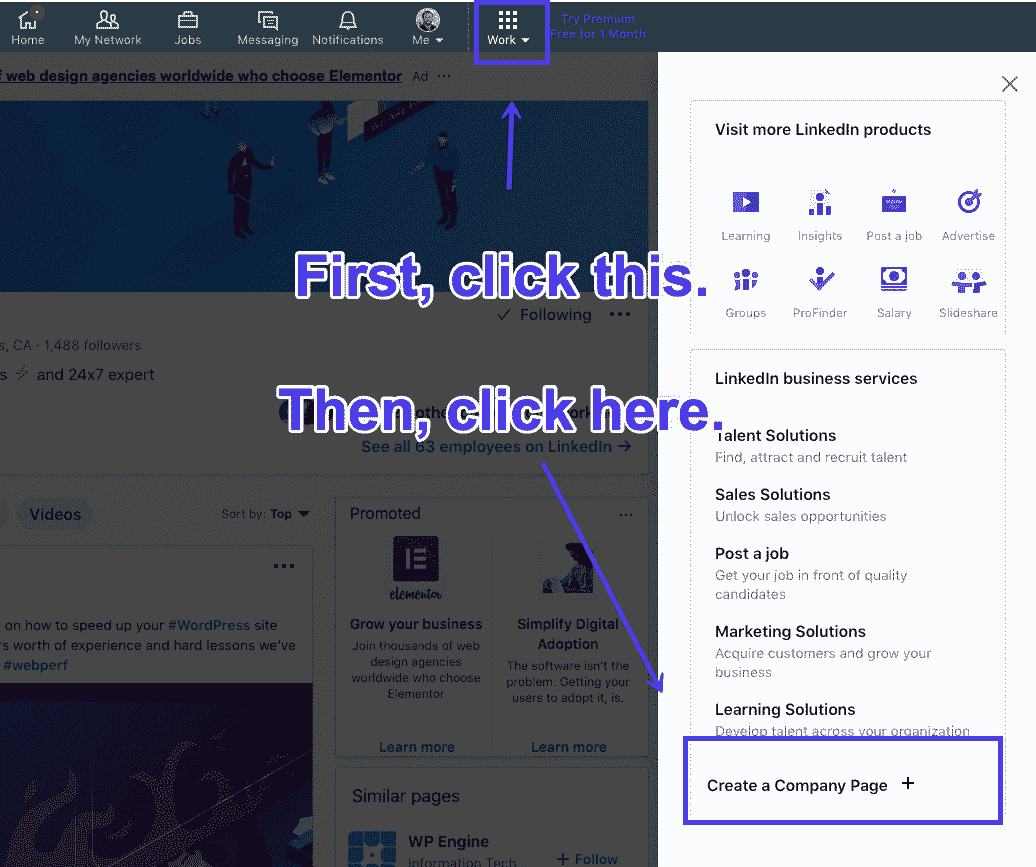 Home
My Network
Jobs
Messaging
Notifications
Me
Work
Try Premium
Free for 1 Month
f web design agencies worldwide who choose Elementor Ad ...
WE ARE H
First, click this.
Following
s, CA · 1,488 followers
s ⚡ and 24x7 expert
Then, click here.
See all 63 employees on LinkedIn →
Videos
Sort by: Top
Promoted
elementor
Grow your business
Join thousands of web
design agencies
worldwide who choose
Elementor
Learn more
Simplify Digital
Adoption
The software isn't the
problem. Getting your
users to adopt it, is.
Learn more
on how to speed up your #WordPress site
rs worth of experience and hard lessons we've
#webperf
Similar pages
WP Engine
Information Tech
+ Follow
Visit more LinkedIn products
Learning
Insights
Post a job
Advertise
Groups
ProFinder
Salary
Slideshare
LinkedIn business services
Talent Solutions
Find, attract and recruit talent
Sales Solutions
Unlock sales opportunities
Post a job
Get your job in front of quality
candidates
Marketing Solutions
Acquire customers and grow your
business
Learning Solutions
Develop talent across your organization
Create a Company Page +